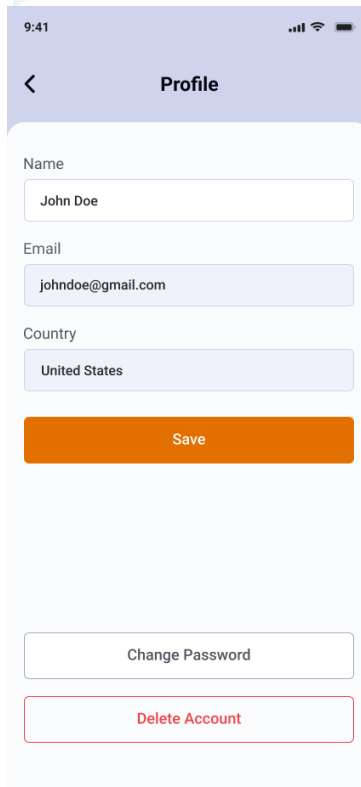 9:41
Profile
Name
John Doe
Email
johndoe@gmail.com
Country
United States
Save
Change Password
Delete Account